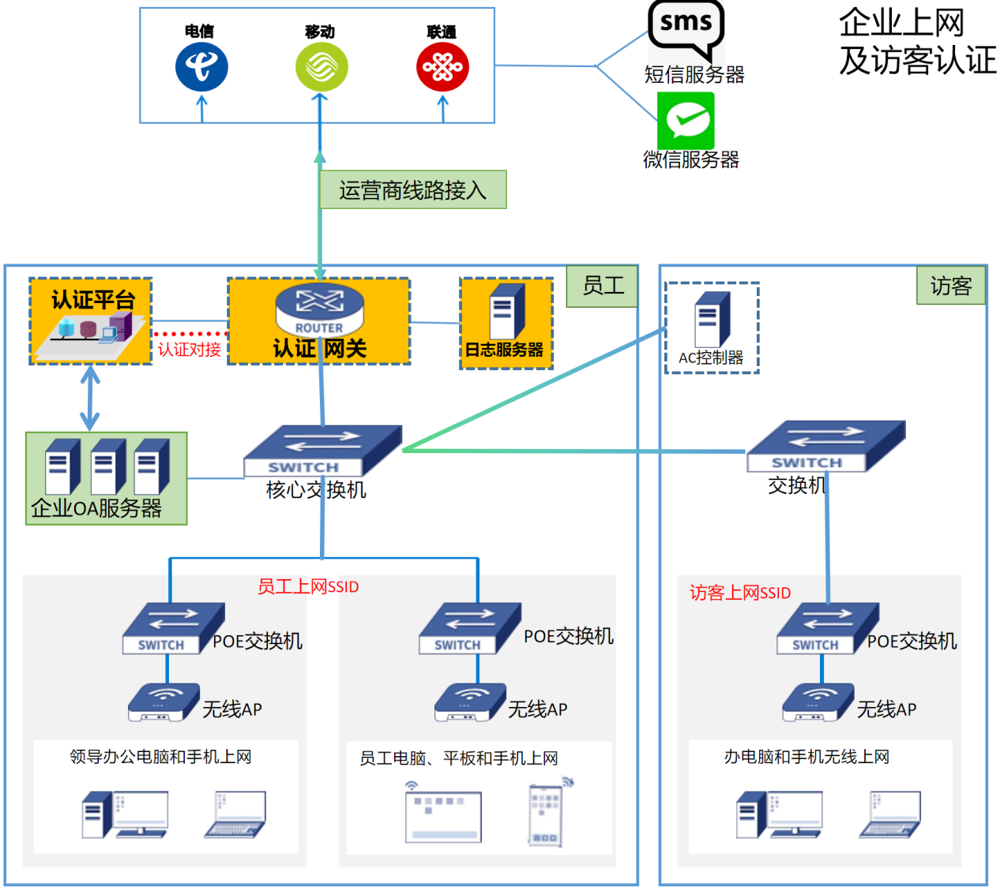 企业上网
及访客认证
电信
移动
联通
sms
短信服务器
微信服务器
运营商线路接入
员工
访客
认证平台
认证对接
ROUTER
认证 网关
日志服务器
AC控制器
SWITCH
核心交换机
SWITCH
交换机
企业OA服务器
员工上网SSID
访客上网SSID
SWITCH
POE交换机
SWITCH
POE交换机
SWITCH
POE交换机
无线AP
无线AP
无线AP
领导办公电脑和手机上网
员工电脑、平板和手机上网
办电脑和手机无线上网